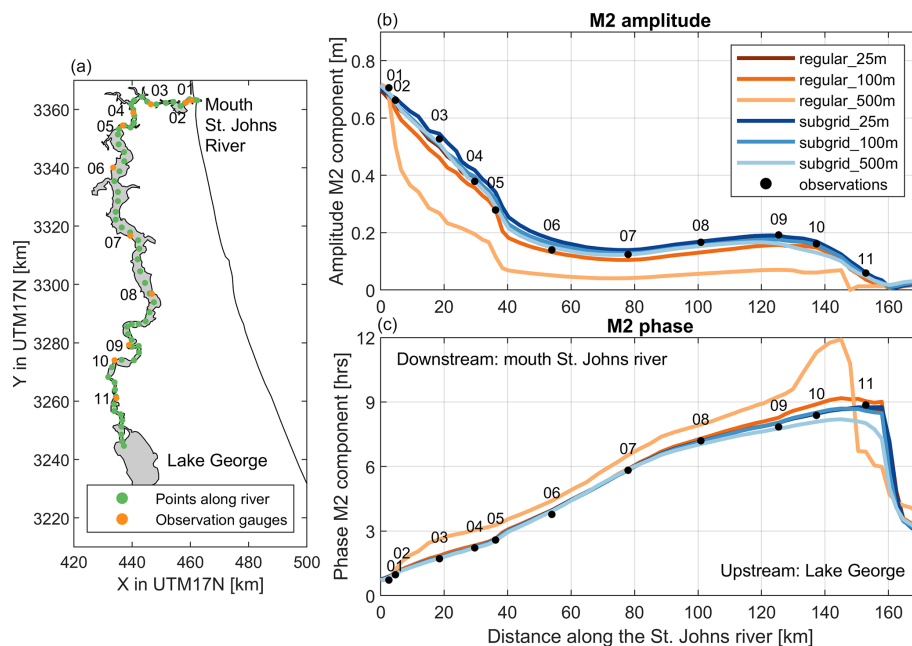 (a)
Mouth
St. Johns
River
01
02
03
04
05
06
07
08
09
10
11
Lake George
Points along river
Observation gauges
3360
3340
3320
3300
3280
3260
3240
3220
Y in UTM17N [km]
420
440
460
480
500
X in UTM17N [km]
(b)
M2 amplitude
0.8
0.6
0.4
0.2
0
Amplitude M2 component [m]
01
02
03
04
05
06
07
08
09
10
11
regular_25m
regular_100m
regular_500m
subgrid_25m
subgrid_100m
subgrid_500m
observations
(c)
M2 phase
12
9
6
3
0
Phase M2 component [hrs]
Downstream: mouth St. Johns river
01
02
03
04
05
06
07
08
09
10
11
Upstream: Lake George
0
20
40
60
80
100
120
140
160
Distance along the St. Johns river [km]